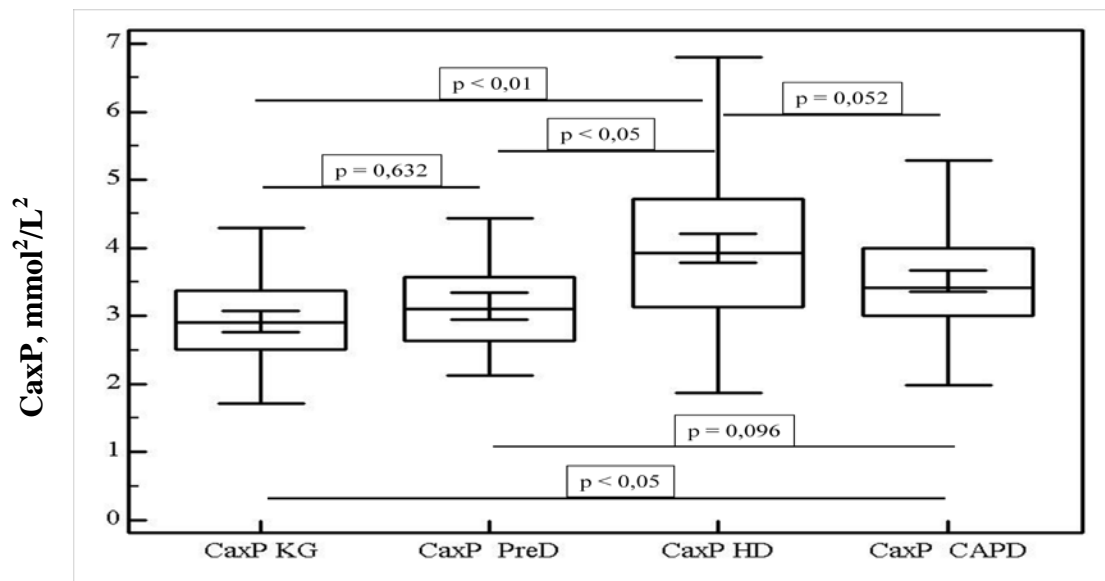 CaxP, mmol²/L²
7
6
5
4
3
2
1
0
p < 0,01
p = 0,052
p < 0,05
p = 0,632
p = 0,096
p < 0,05
CaxP KG
CaxP PreD
CaxP HD
CaxP CAPD